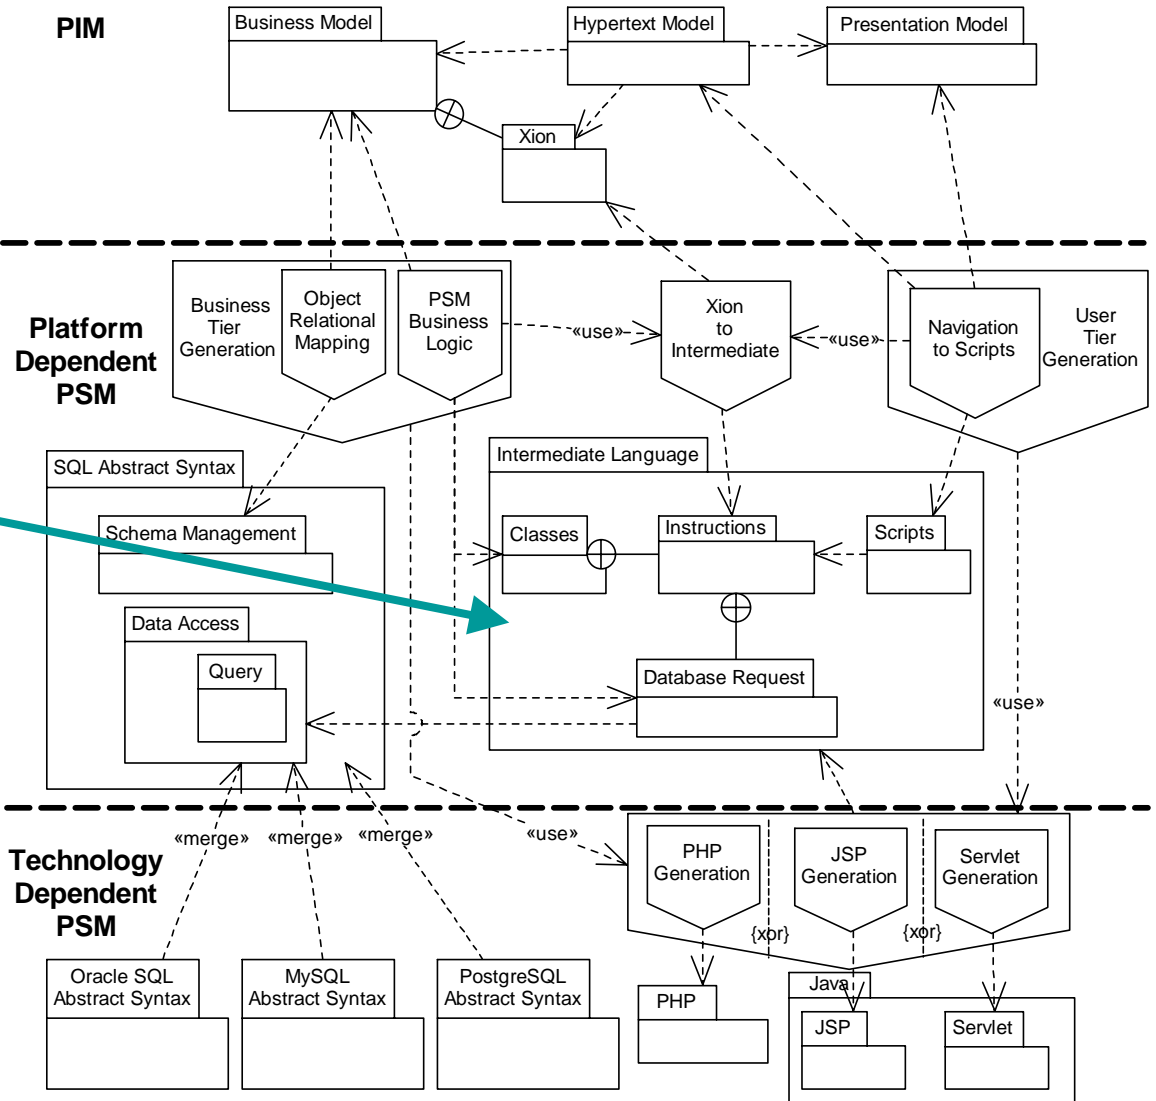 PIM
Business Model
Hypertext Model
Presentation Model
Xion
Platform
Dependent
PSM
Business
Tier
Generation
Object
Relational
Mapping
PSM
Business
Logic
«use»
Xion
to
Intermediate
«use»
Navigation
to Scripts
User
Tier
Generation
SQL Abstract Syntax
Intermediate Language
Schema Management
Classes
Instructions
Scripts
Data Access
Query
Database Request
«use»
Technology
Dependent
PSM
«merge»
«merge»
«merge»
«use»
PHP
Generation
JSP
Generation
Servlet
Generation
{xor}
{xor}
Oracle SQL
Abstract Syntax
MySQL
Abstract Syntax
PostgreSQL
Abstract Syntax
PHP
Java
JSP
Servlet